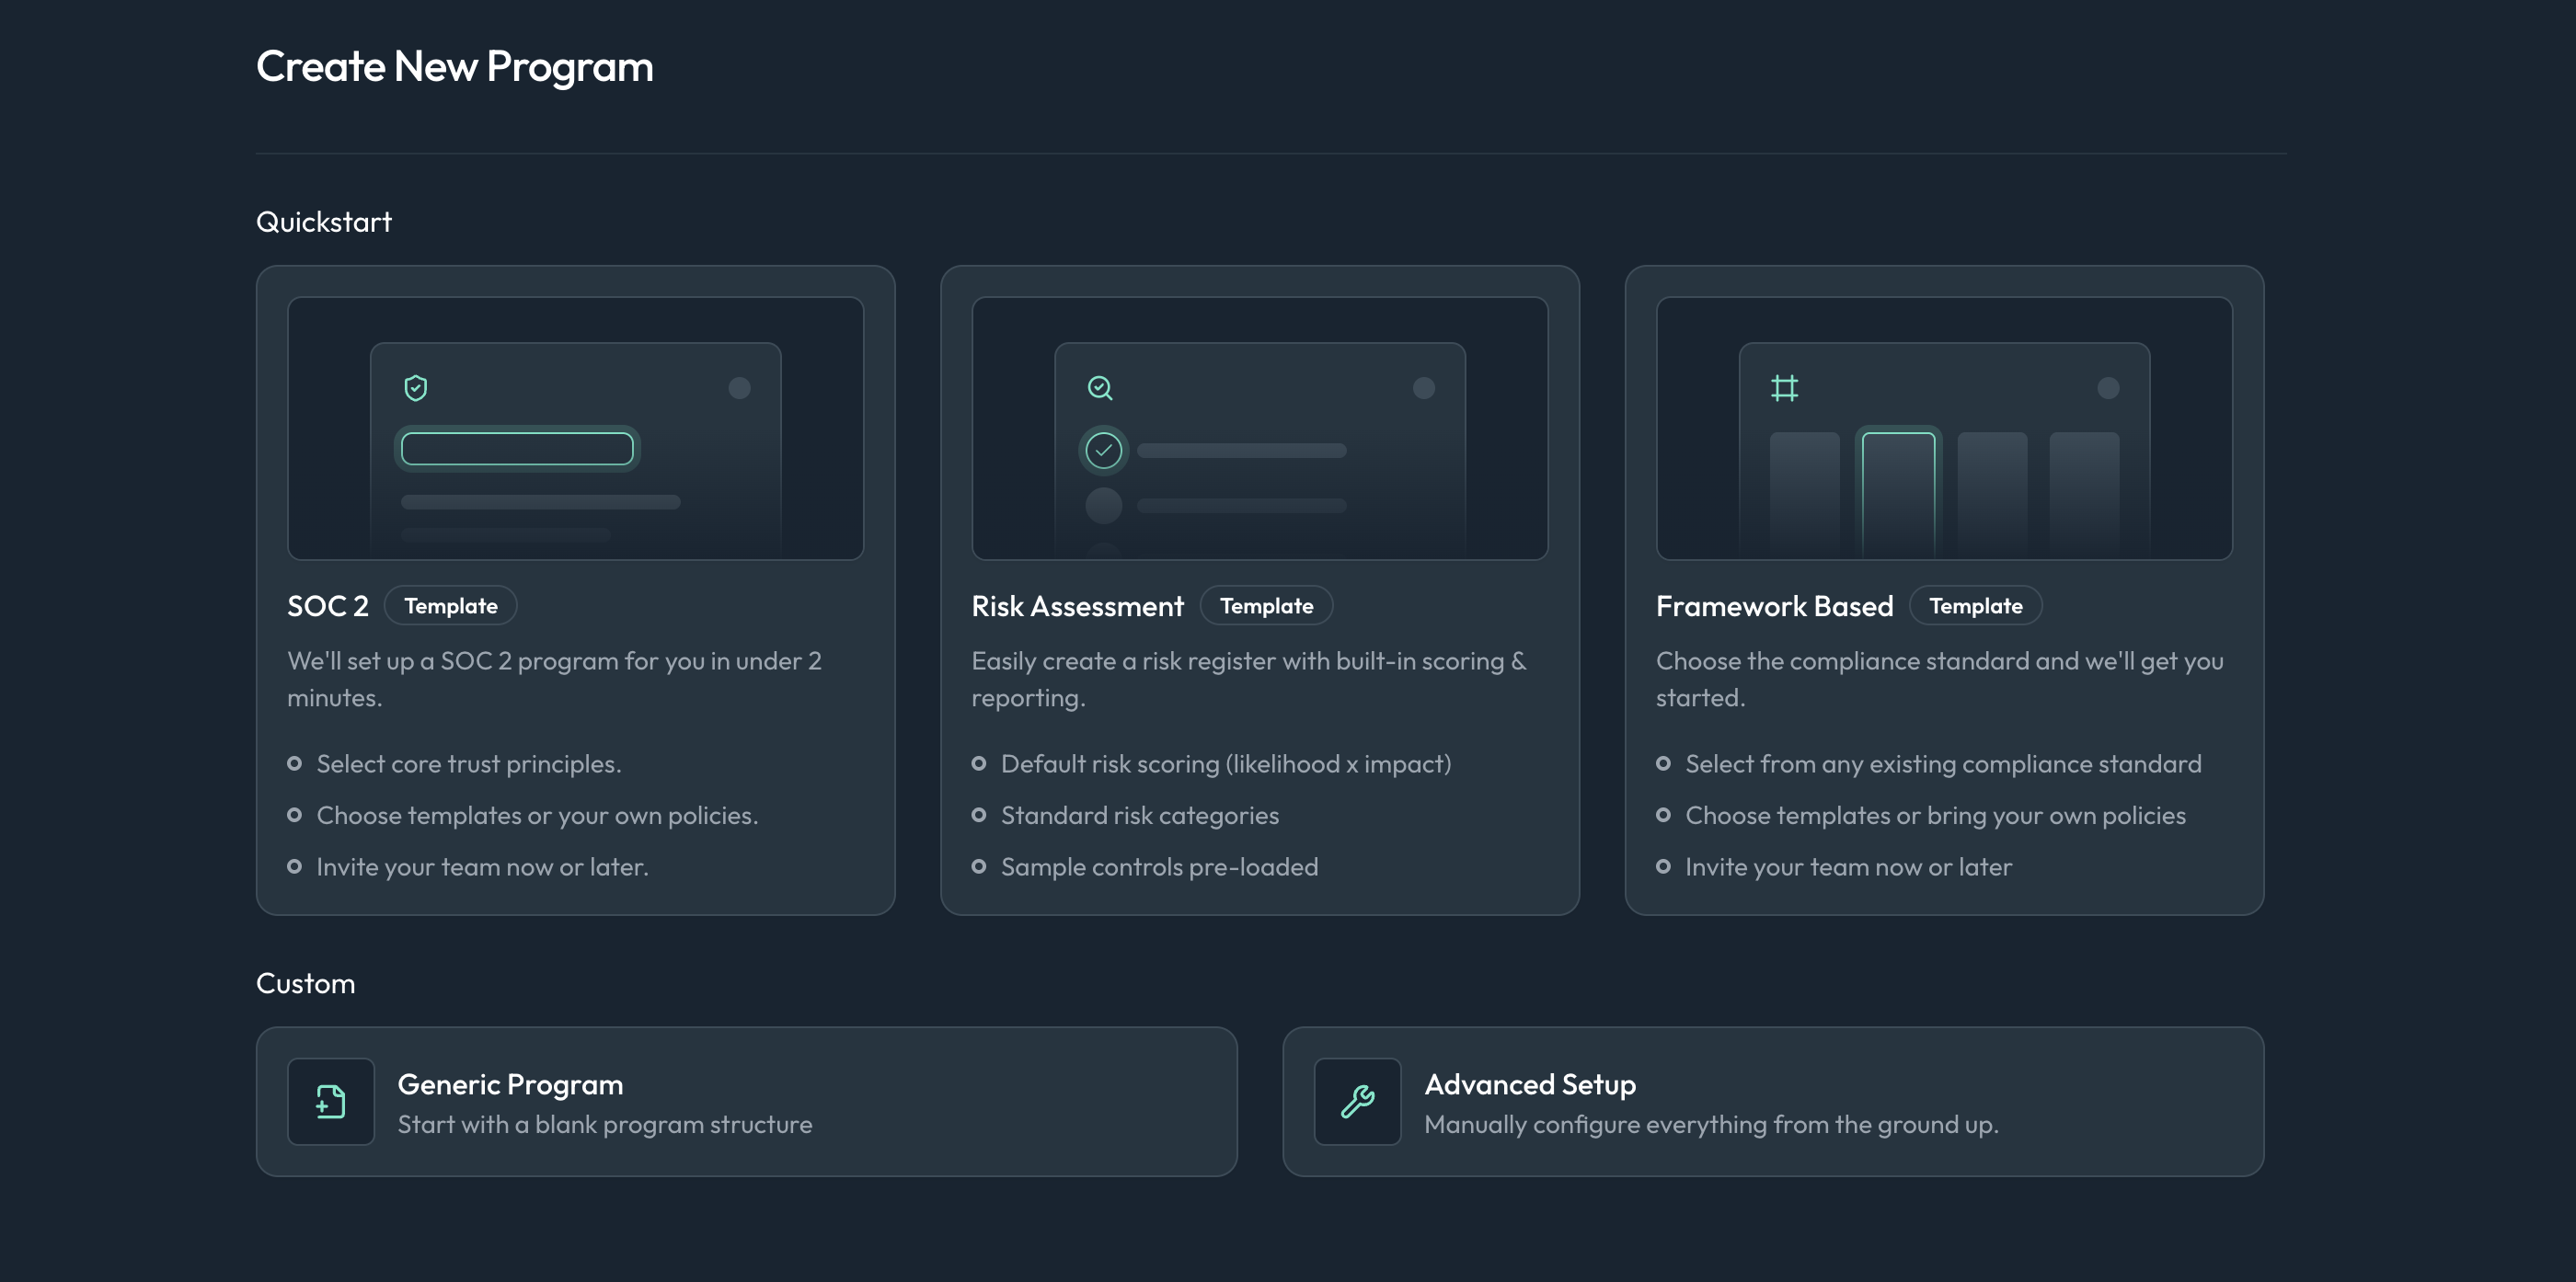 Create New Program
Quickstart
SOC 2
Template
We'll set up a SOC 2 program for you in under 2
minutes.
Select core trust principles.
Choose templates or your own policies.
Invite your team now or later.
Risk Assessment
Template
Easily create a risk register with built-in scoring &
reporting.
Default risk scoring (likelihood x impact)
Standard risk categories
Sample controls pre-loaded
Framework Based
Template
Choose the compliance standard and we'll get you
started.
Select from any existing compliance standard
Choose templates or bring your own policies
Invite your team now or later
Custom
Generic Program
Start with a blank program structure
Advanced Setup
Manually configure everything from the ground up.